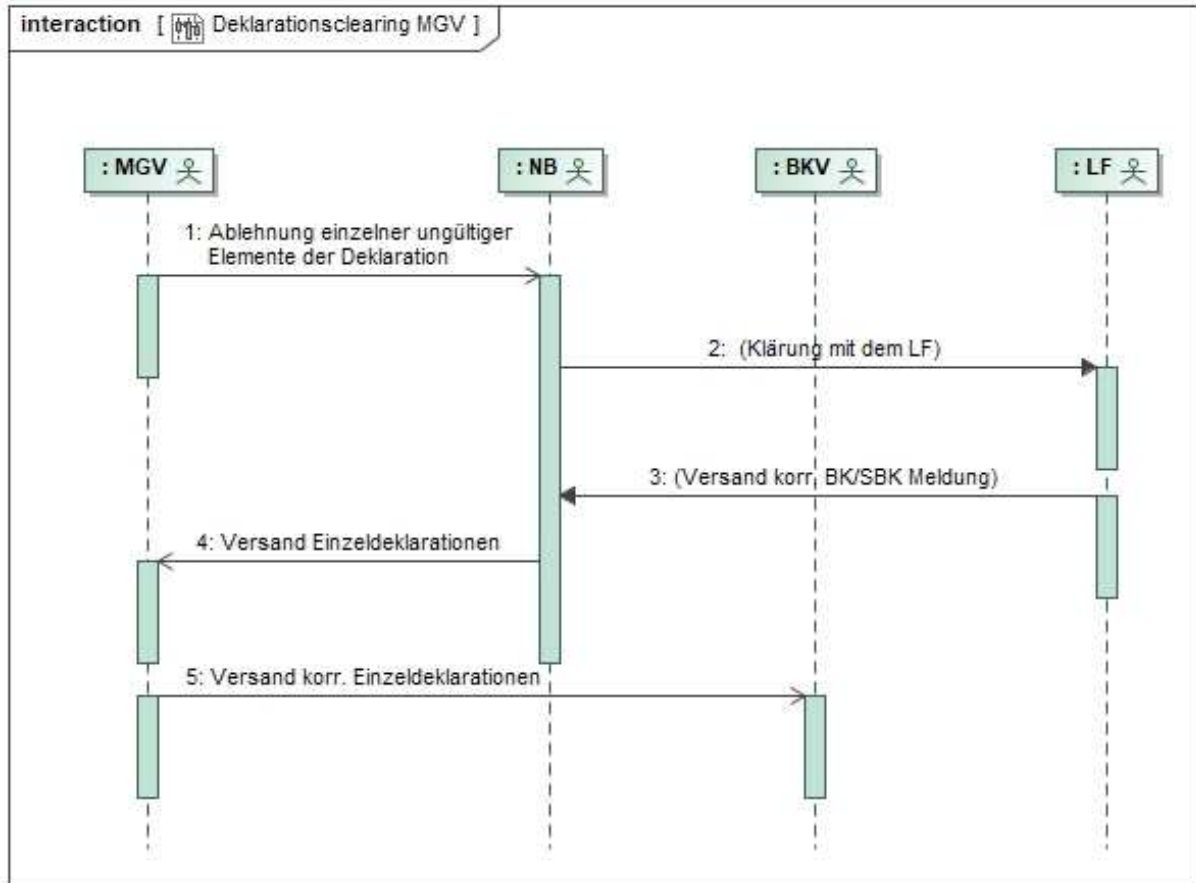 interaction [ Deklarationsclearing MGV ]
: MGV
: NB
: BKV
: LF
1: Ablehnung einzelner ungültiger
Elemente der Deklaration
2: (Klärung mit dem LF)
3: (Versand korr. BK/SBK Meldung)
4: Versand Einzeldeklarationen
5: Versand korr. Einzeldeklarationen